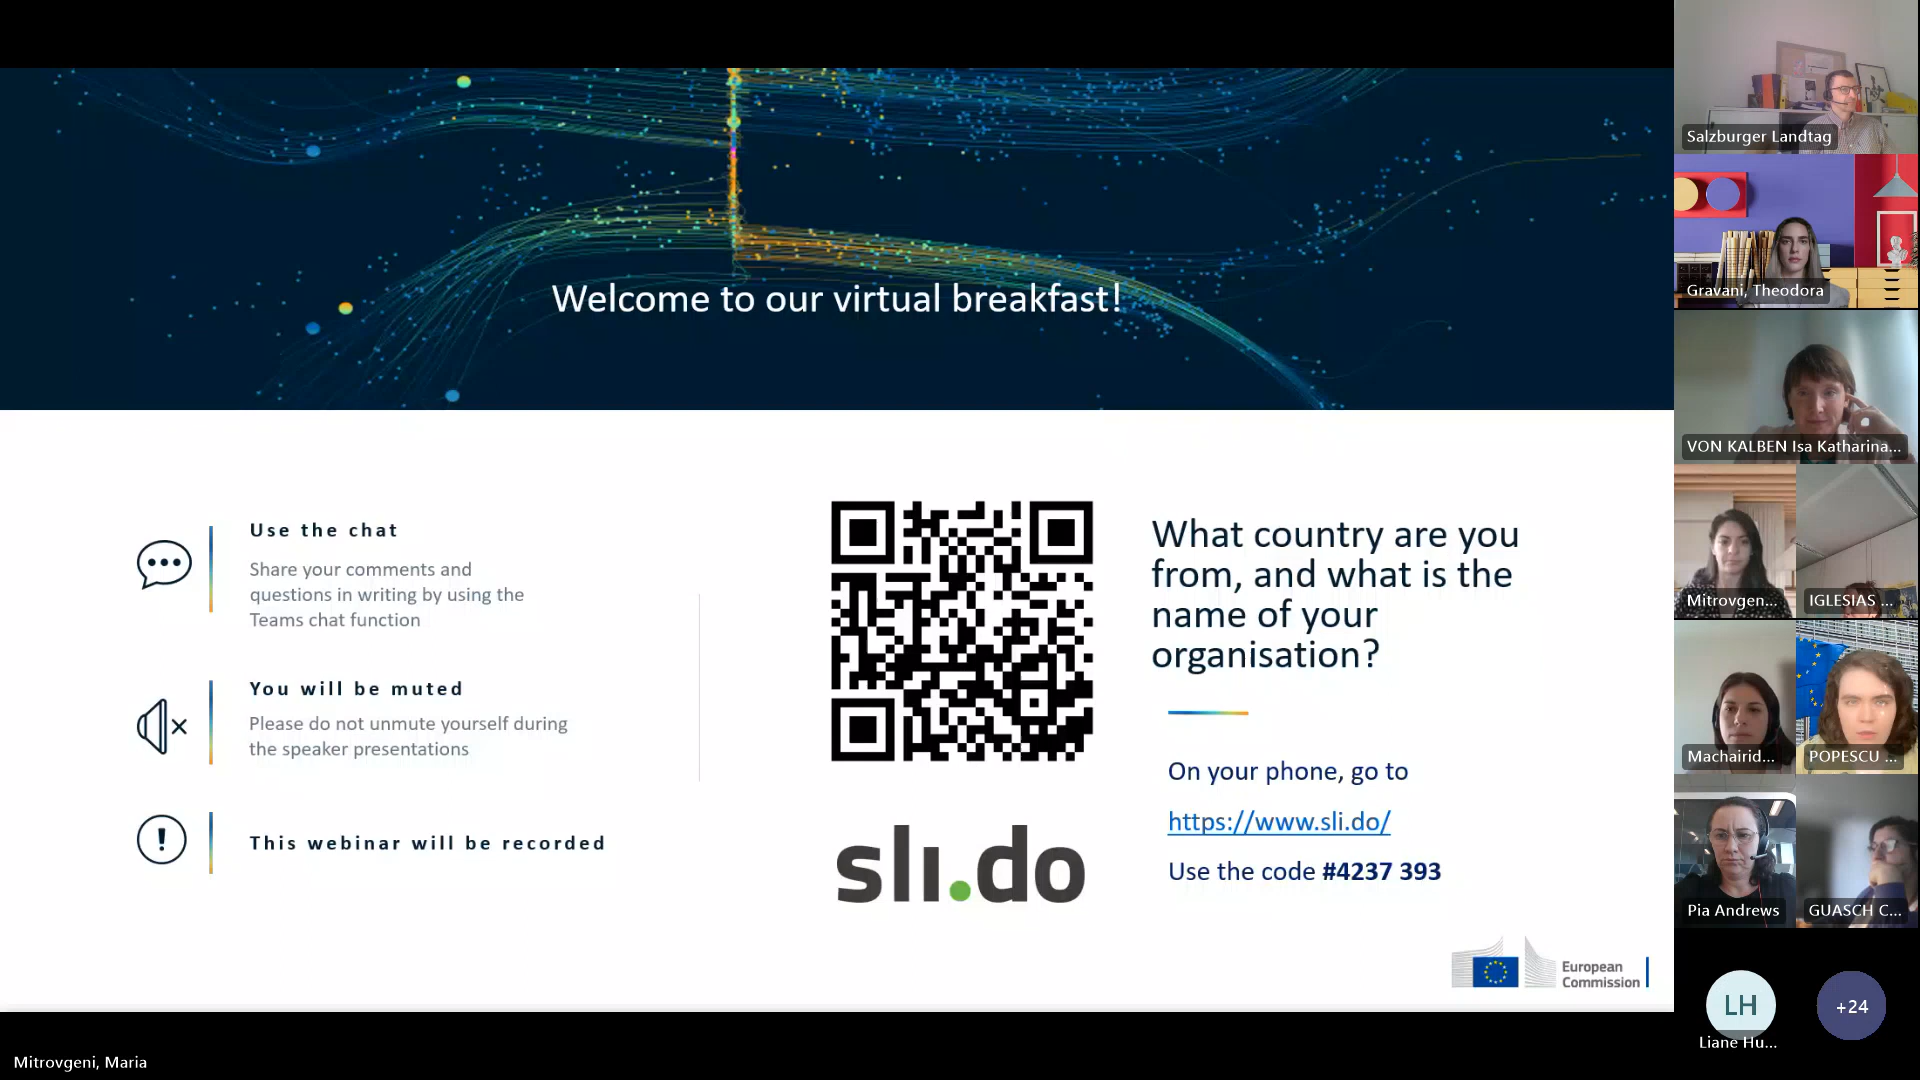 Welcome to our virtual breakfast!
Use the chat
Share your comments and
questions in writing by using the
Teams chat function
You will be muted
Please do not unmute yourself during
the speaker presentations
This webinar will be recorded
sli.do
What country are you
from, and what is the
name of your
organisation?
On your phone, go to
https://www.sli.do/
Use the code #4237 393
European
Commission
Salzburger Landtag
Gravani, Theodora
VON KALBEN Isa Katharina...
Mitrovgen...
IGLESIAS ...
Machairid...
POPESCU ...
Pia Andrews
GUASCH C...
LH
Liane Hu...
+24
Mitrovgeni, Maria